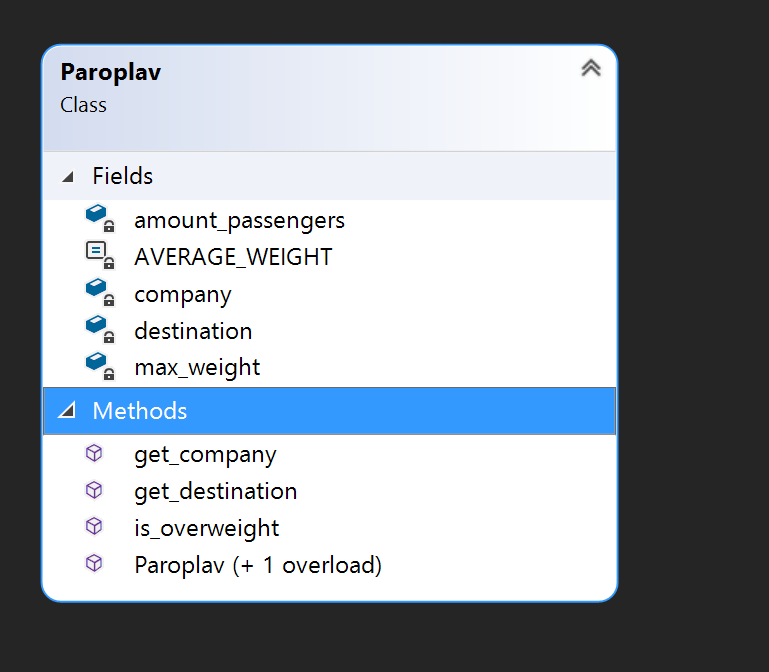 Paroplav
Class
Fields
amount_passengers
AVERAGE_WEIGHT
company
destination
max_weight
Methods
get_company
get_destination
is_overweight
Paroplav (+ 1 overload)